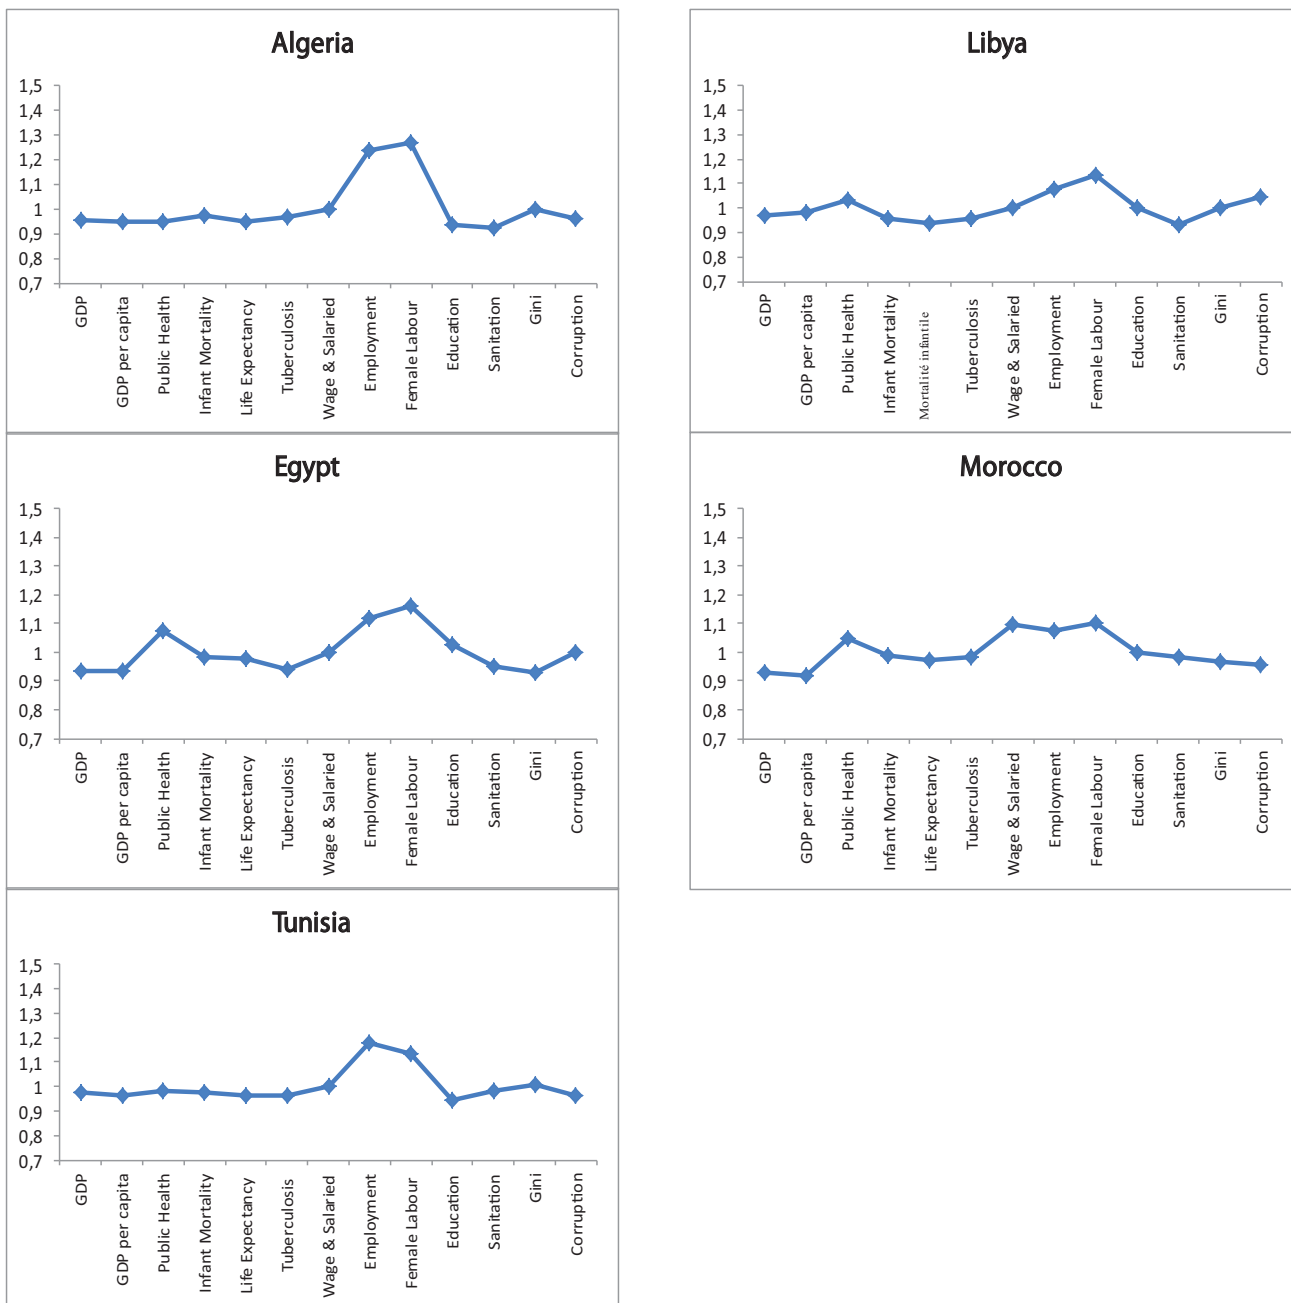 Algeria
1,5
1,4
1,3
1,2
1,1
1
0,9
0,8
0,7
GDP
GDP per capita
Public Health
Infant Mortality
Life Expectancy
Tuberculosis
Wage & Salaried
Employment
Female Labour
Education
Sanitation
Gini
Corruption
Libya
1,5
1,4
1,3
1,2
1,1
1
0,9
0,8
0,7
GDP
GDP per capita
Public Health
Infant Mortality
Mortalité infantile
Tuberculosis
Wage & Salaried
Employment
Female Labour
Education
Sanitation
Gini
Corruption
Egypt
1,5
1,4
1,3
1,2
1,1
1
0,9
0,8
0,7
GDP
GDP per capita
Public Health
Infant Mortality
Life Expectancy
Tuberculosis
Wage & Salaried
Employment
Female Labour
Education
Sanitation
Gini
Corruption
Morocco
1,5
1,4
1,3
1,2
1,1
1
0,9
0,8
0,7
GDP
GDP per capita
Public Health
Infant Mortality
Life Expectancy
Tuberculosis
Wage & Salaried
Employment
Female Labour
Education
Sanitation
Gini
Corruption
Tunisia
1,5
1,4
1,3
1,2
1,1
1
0,9
0,8
0,7
GDP
GDP per capita
Public Health
Infant Mortality
Life Expectancy
Tuberculosis
Wage & Salaried
Employment
Female Labour
Education
Sanitation
Gini
Corruption